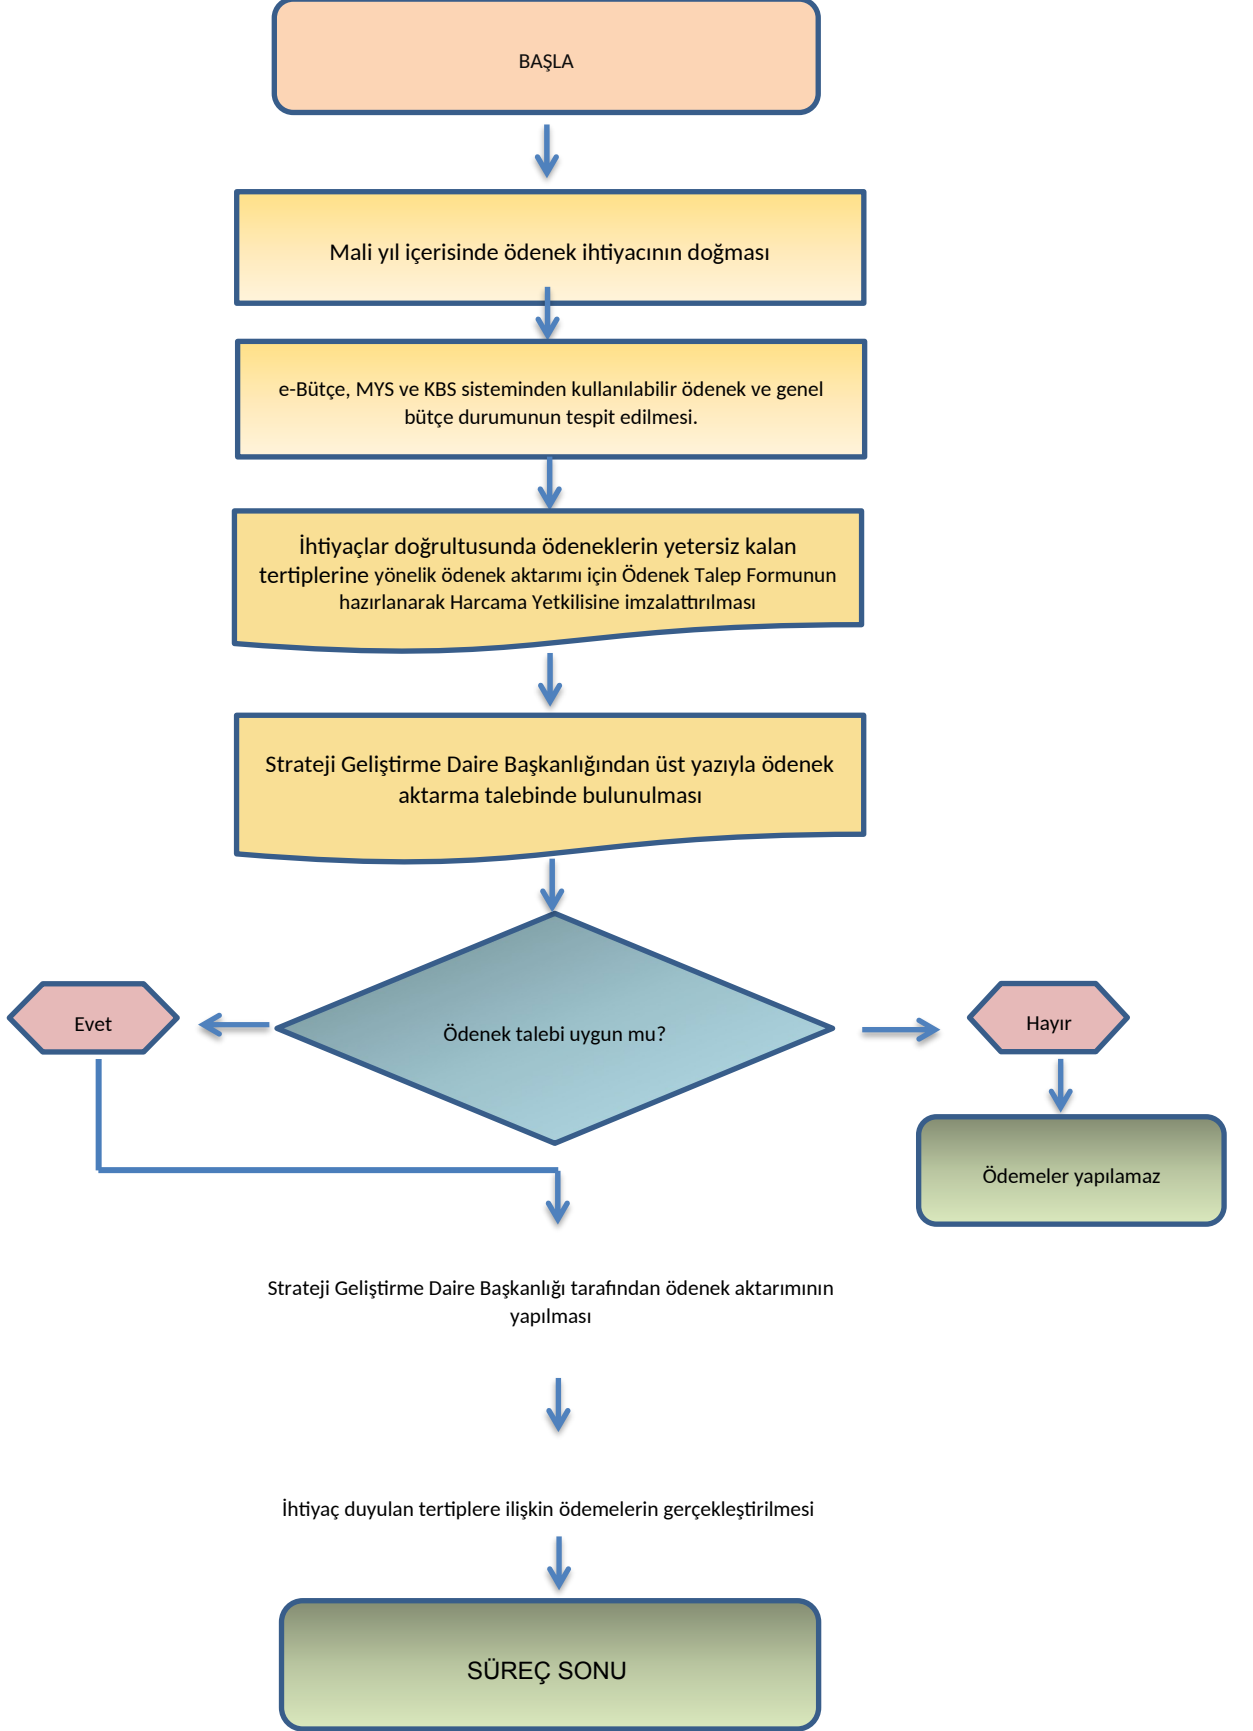 BAŞLA
Mali yıl içerisinde ödenek ihtiyacının doğması
e-Bütçe, MYS ve KBS sisteminden kullanılabilir ödenek ve genel
bütçe durumunun tespit edilmesi.
İhtiyaçlar doğrultusunda ödeneklerin yetersiz kalan
tertiplerine yönelik ödenek aktarımı için Ödenek Talep Formunun
hazırlanarak Harcama Yetkilisine imzalattırılması
Strateji Geliştirme Daire Başkanlığından üst yazıyla ödenek
aktarma talebinde bulunulması
Evet
Ödenek talebi uygun mu?
Hayır
Ödemeler yapılamaz
Strateji Geliştirme Daire Başkanlığı tarafından ödenek aktarımının
yapılması
İhtiyaç duyulan tertiplere ilişkin ödemelerin gerçekleştirilmesi
SÜREÇ SONU